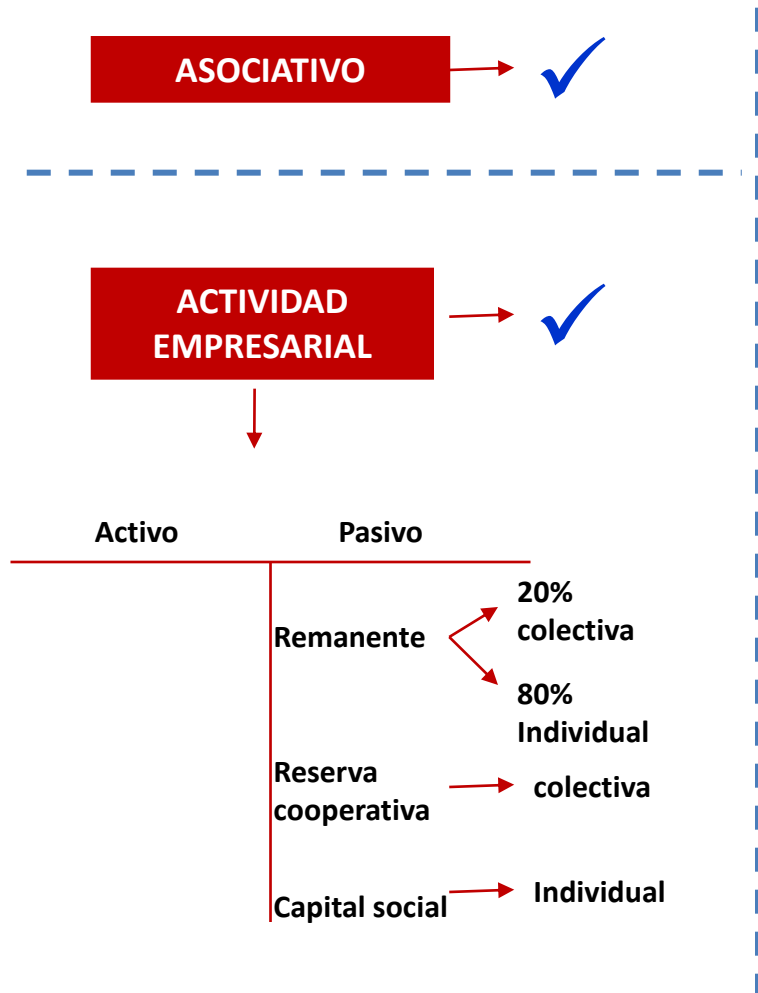 ASOCIATIVO
ACTIVIDAD
EMPRESARIAL
Activo
Pasivo
Remanente
20%
colectiva
80%
Individual
Reserva
cooperativa
colectiva
Capital social
Individual